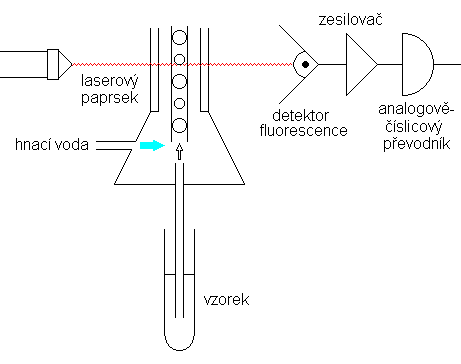 zesilovač
laserový
paprsek
detektor
fluorescence
analogově-
číslicový
převodník
hnací voda
vzorek